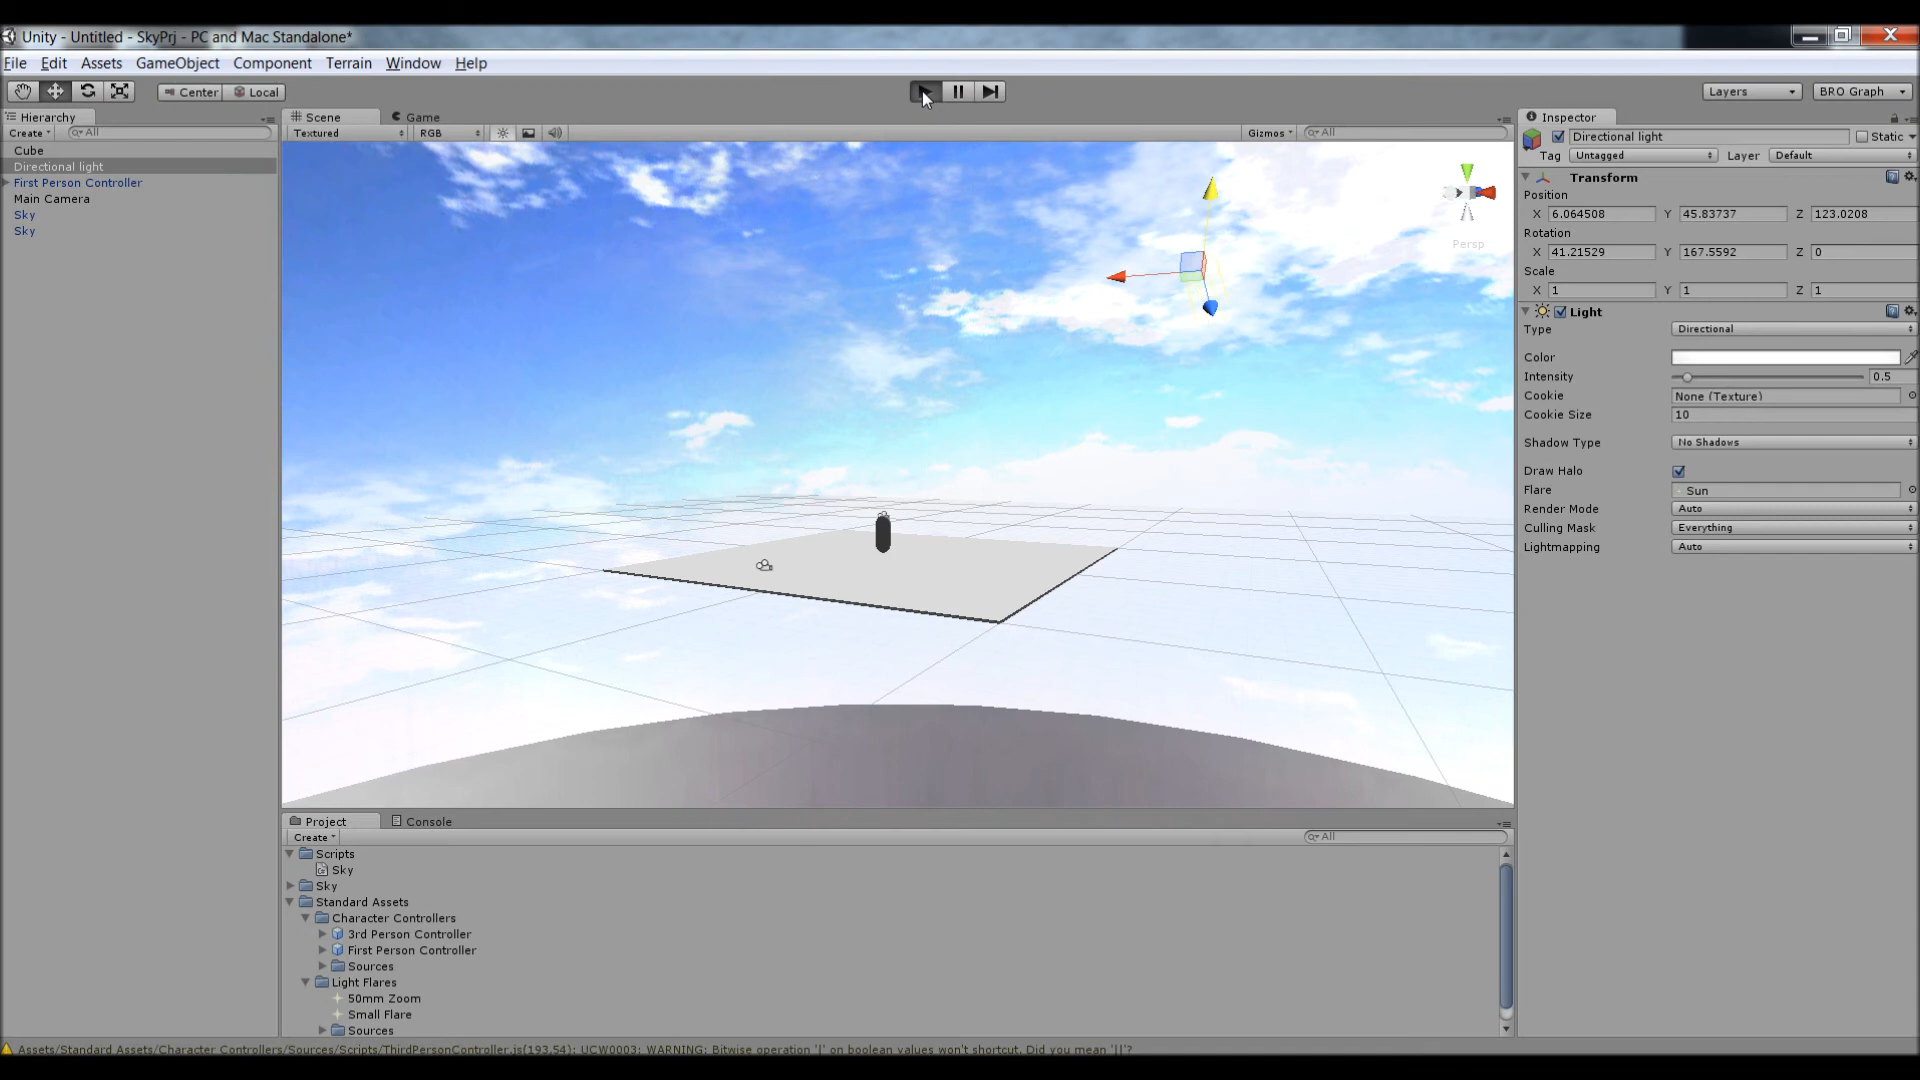 Unity - Untitled - SkyPrj - PC and Mac Standalone*
File Edit Assets GameObject Component Terrain Window Help
Center Local Layers BRO Graph
Hierarchy
Create All
Cube
Directional light
First Person Controller
Main Camera
Sky
Sky
Scene Game
Textured RGB Gizmos All
Persp
Inspector
Directional light Static
Tag Untagged Layer Default
Transform
Position
X 6.064508 Y 45.83737 Z 123.0208
Rotation
X 41.21529 Y 167.5592 Z 0
Scale
X 1 Y 1 Z 1
Light
Type Directional
Color
Intensity 0.5
Cookie None (Texture)
Cookie Size 10
Shadow Type No Shadows
Draw Halo
Flare Sun
Render Mode Auto
Culling Mask Everything
Lightmapping Auto
Project Console
Create All
Scripts
Sky
Sky
Standard Assets
Character Controllers
3rd Person Controller
First Person Controller
Sources
Light Flares
50mm Zoom
Small Flare
Sources
Assets/Standard Assets/Character Controllers/Sources/Scripts/ThirdPersonController.js(193,54): UCW0003: WARNING: Bitwise operation '|' on boolean values won't shortcut. Did you mean '||'?